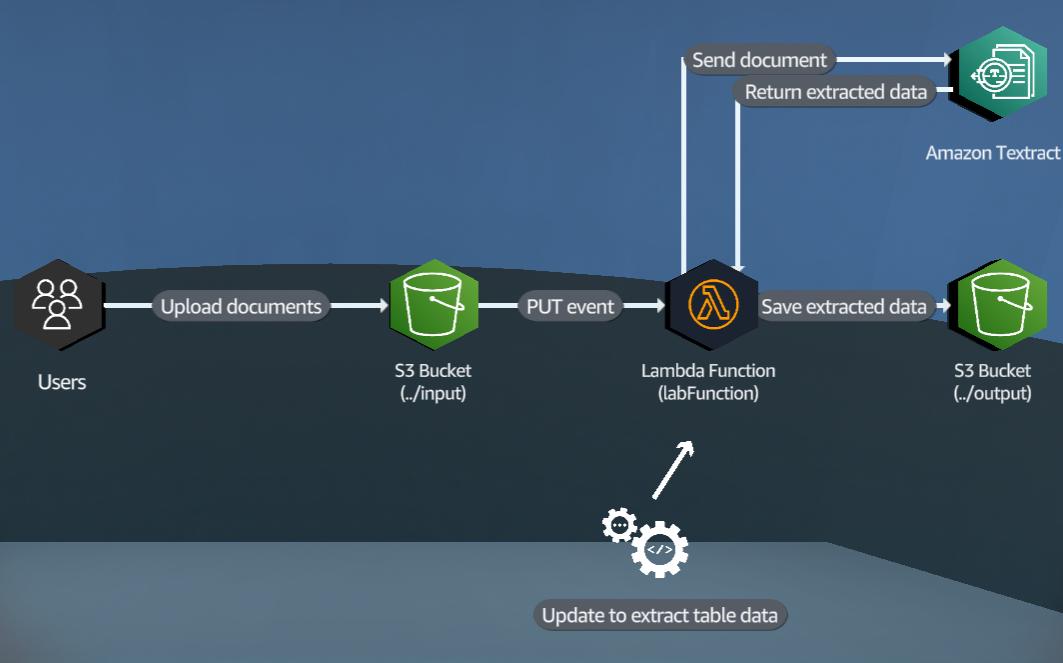 Send document
Return extracted data
Amazon Textract
Upload documents
PUT event
Save extracted data
Users
S3 Bucket
(../input)
Lambda Function
(labFunction)
S3 Bucket
(../output)
</>
Update to extract table data